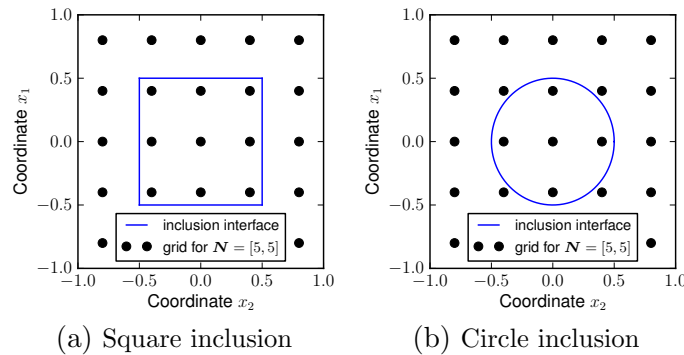 1.0
0.5
0.0
−0.5
−1.0
Coordinate x₁
inclusion interface
grid for N = [5, 5]
−1.0 −0.5 0.0 0.5 1.0
Coordinate x₂
(a) Square inclusion
1.0
0.5
0.0
−0.5
−1.0
Coordinate x₁
inclusion interface
grid for N = [5, 5]
−1.0 −0.5 0.0 0.5 1.0
Coordinate x₂
(b) Circle inclusion